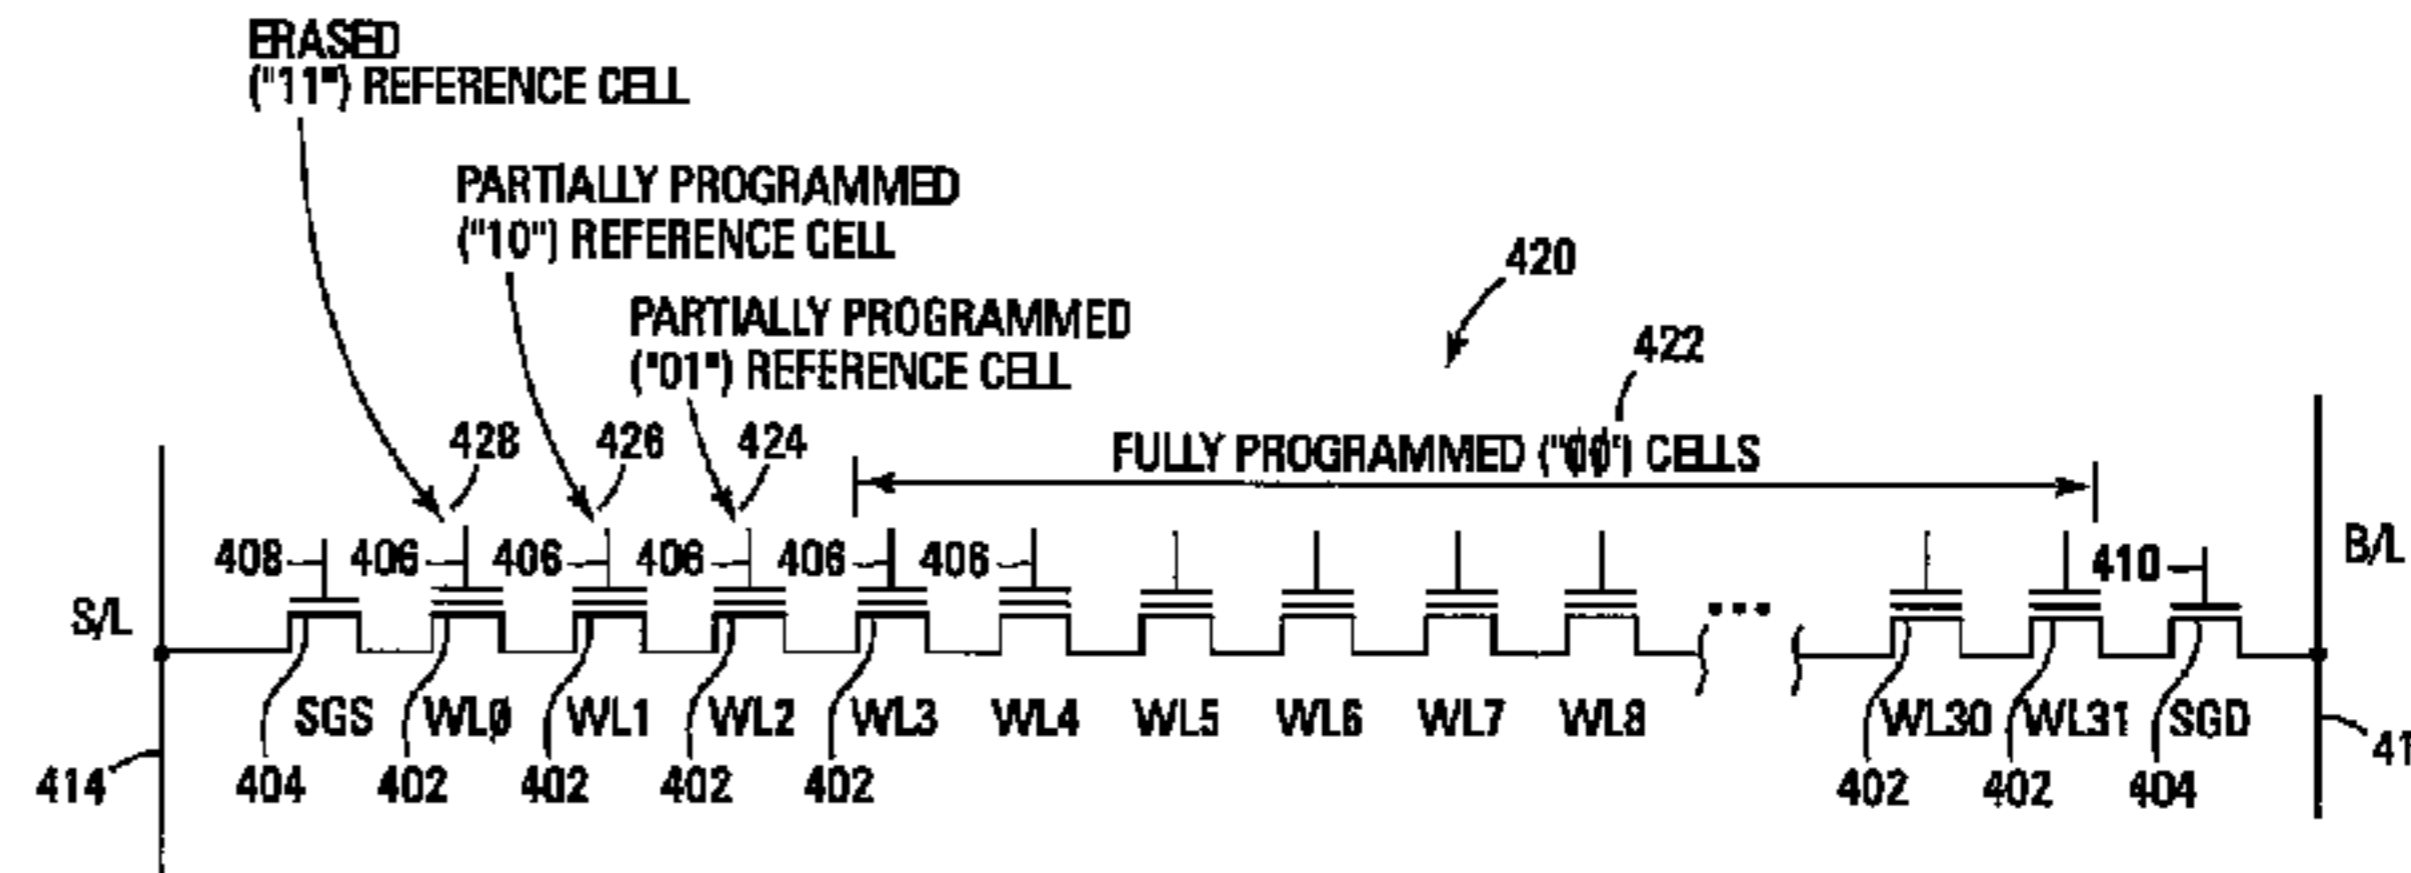 ERASED
("11") REFERENCE CELL
PARTIALLY PROGRAMMED
("10") REFERENCE CELL
PARTIALLY PROGRAMMED
("01") REFERENCE CELL
420
422
428 426 424
FULLY PROGRAMMED ("00") CELLS
408 406 406 406 406 406 410
S/L B/L
SGS WL0 WL1 WL2 WL3 WL4 WL5 WL6 WL7 WL8 ... WL30 WL31 SGD
414 404 402 402 402 402 402 402 404